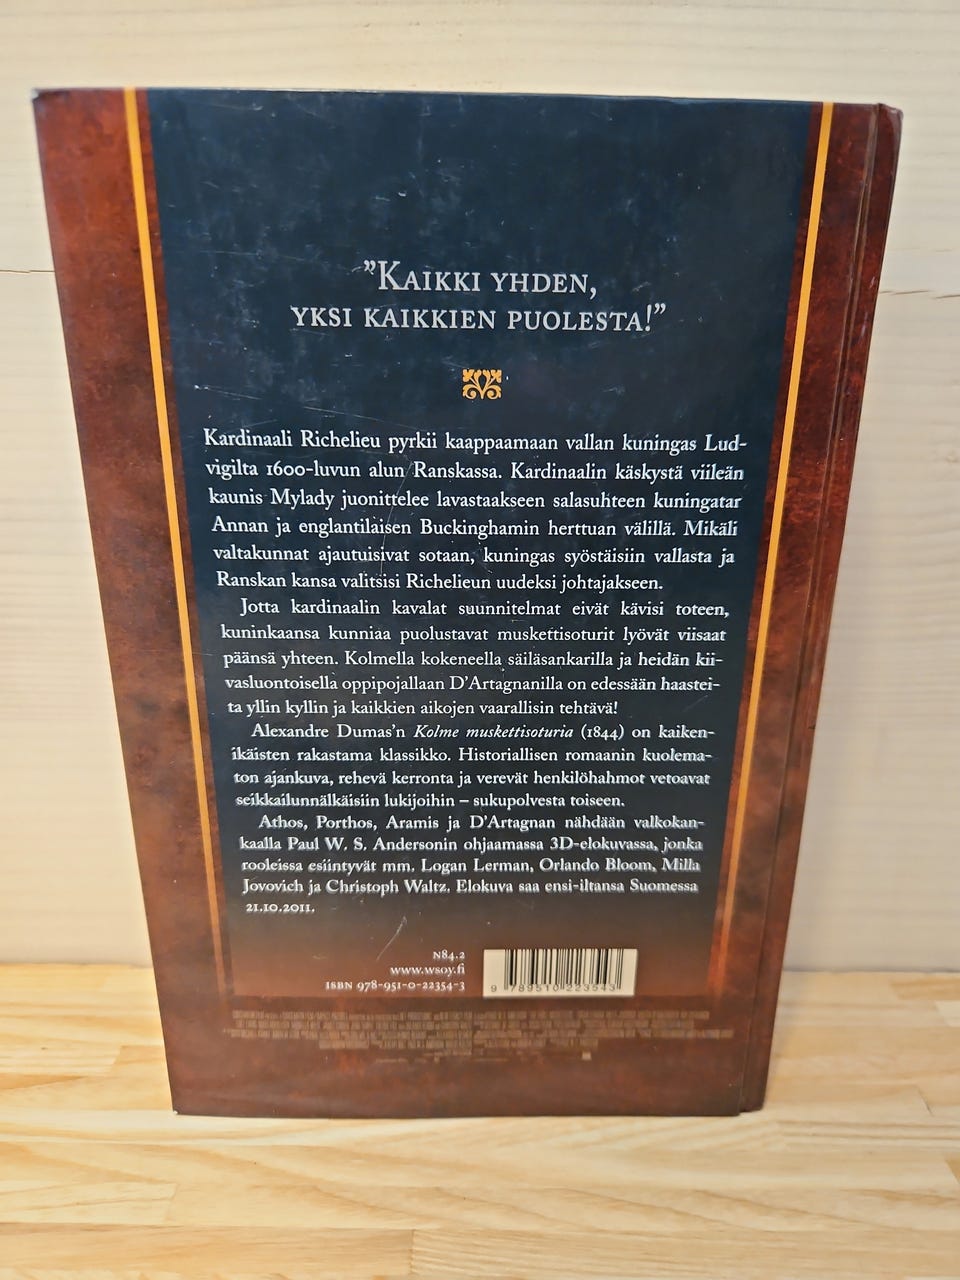 ”Kaikki yhden,
yksi kaikkien puolesta!”
Kardinaali Richelieu pyrkii kaappaamaan vallan kuningas Lud-
vigilta 1600-luvun alun Ranskassa. Kardinaalin käskystä viileän
kaunis Mylady juonittelee lavastaakseen salasuhteen kuningatar
Annan ja englantilaisen Buckinghamin herttuan välillä. Mikäli
valtakunnat ajautuisivat sotaan, kuningas syöstäisiin vallasta ja
Ranskan kansa valitsisi Richelieun uudeksi johtajakseen.
Jotta kardinaalin kavalat suunnitelmat eivät kävisi toteen,
kuninkaansa kunniaa puolustavat muskettisoturit lyövät viisaat
päänsä yhteen. Kolmella kokeneella säiläsankarilla ja heidän kii-
vasluontoisella oppipojallaan D’Artagnanilla on edessään haastei-
ta yllin kyllin ja kaikkien aikojen vaarallisin tehtävä!
Alexandre Dumas’n Kolme muskettisoturia (1844) on kaiken-
ikäisten rakastama klassikko. Historiallisen romaanin kuolema-
ton ajankuva, rehevä kerronta ja verevät henkilöhahmot vetoavat
seikkailunnälkäisiin lukijoihin – sukupolvesta toiseen.
Athos, Porthos, Aramis ja D’Artagnan nähdään valkokan-
kaalla Paul W. S. Andersonin ohjaamassa 3D-elokuvassa, jonka
rooleissa esiintyvät mm. Logan Lerman, Orlando Bloom, Milla
Jovovich ja Christoph Waltz. Elokuva saa ensi-iltansa Suomessa
21.10.2011.
N84.2
www.wsoy.fi
ISBN 978-951-0-22354-3
9 789510 223543